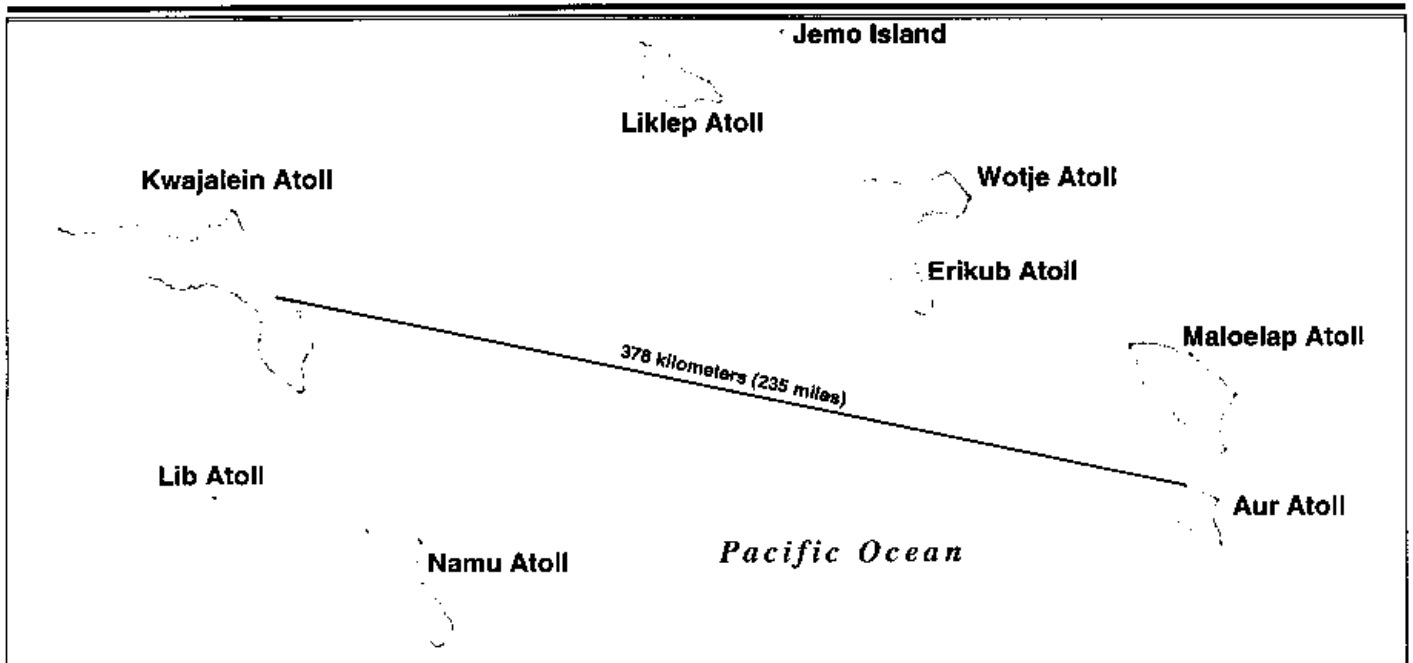 Jemo Island
Liklep Atoll
Kwajalein Atoll
Wotje Atoll
Erikub Atoll
Maloelap Atoll
378 kilometers (235 miles)
Lib Atoll
Aur Atoll
Pacific Ocean
Namu Atoll